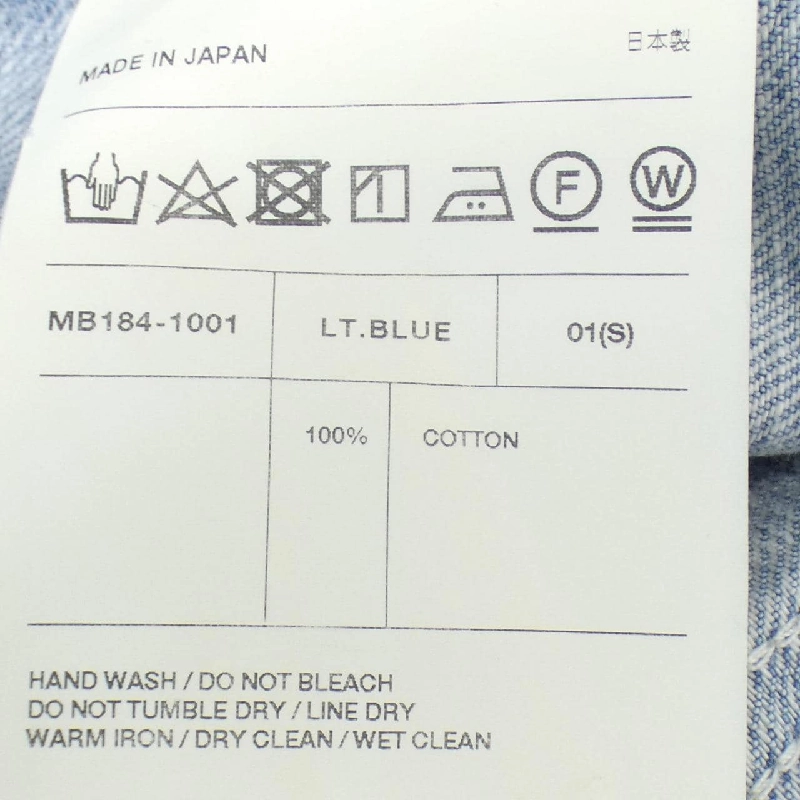 MADE IN JAPAN 日本製
F W
MB184-1001 LT.BLUE 01(S)
100% COTTON
HAND WASH / DO NOT BLEACH
DO NOT TUMBLE DRY / LINE DRY
WARM IRON / DRY CLEAN / WET CLEAN